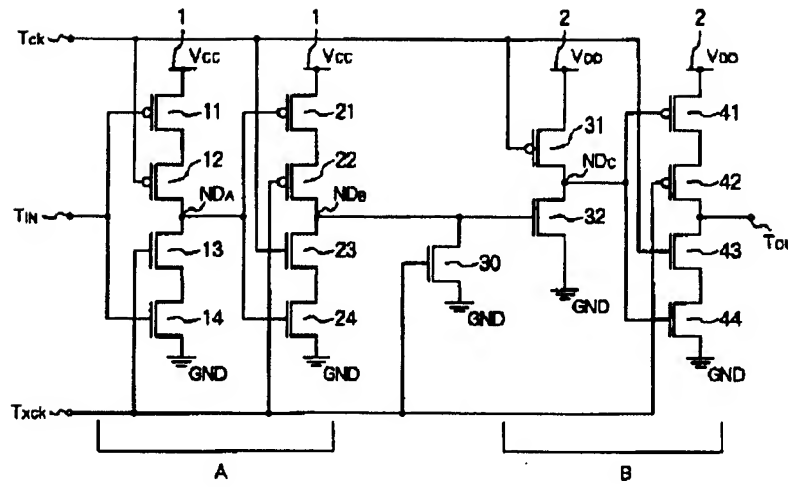 1 1 2 2
Tck
VCC VCC VDD VDD
11 21 31 41
12 NDA 22 NDB NDC 42
TIN 32
13 23 30 43
14 24 GND GND 44
GND GND GND
Txck
A B